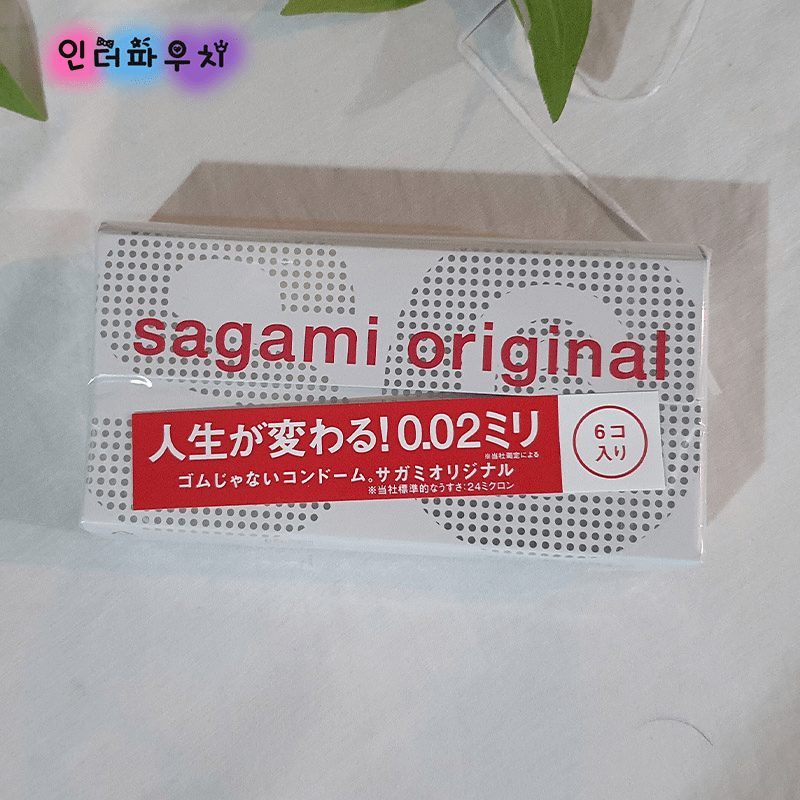 인더파우치
sagami original
人生が変わる!0.02ミリ
※当社鑑定による
ゴムじゃないコンドーム。サガミオリジナル
※当社標準的なうすさ:24ミクロン
6コ
入り